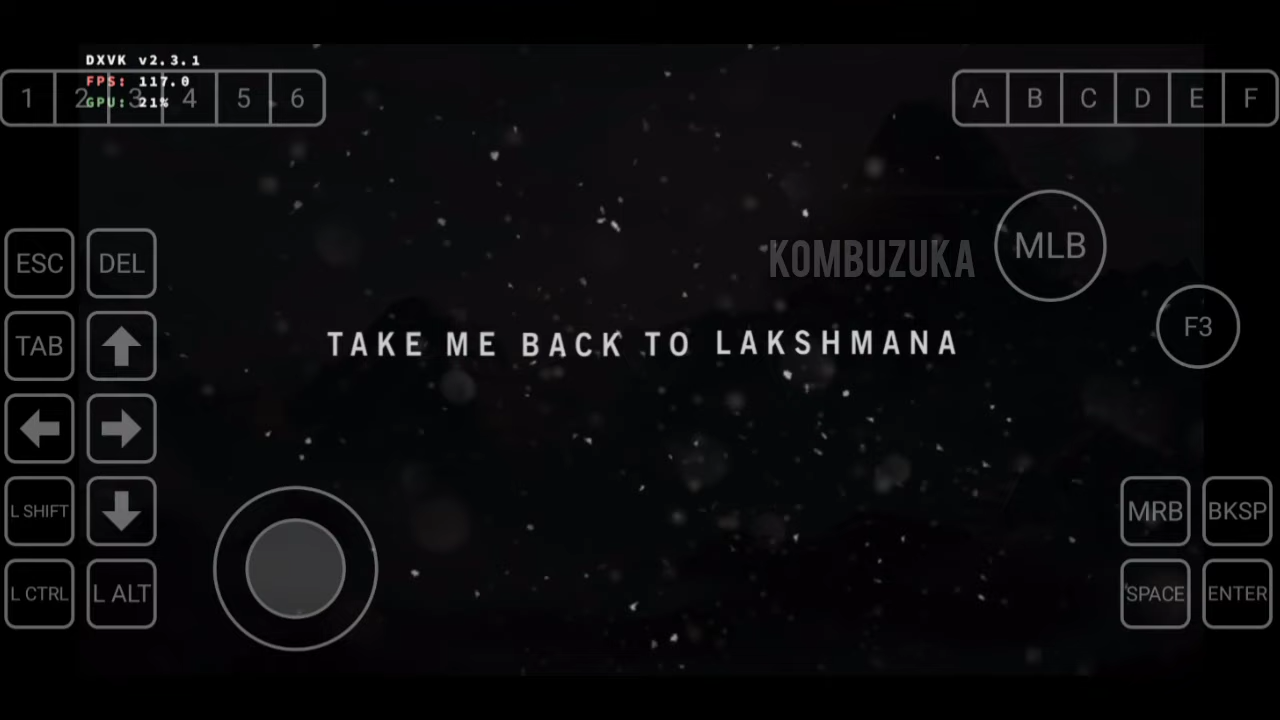 DXVK v2.3.1
FPS: 117.0
GPU: 21%
1 2 3 4 5 6
A B C D E F
MLB
KOMBUZUKA
ESC DEL
F3
TAB
TAKE ME BACK TO LAKSHMANA
L SHIFT
MRB BKSP
L CTRL L ALT
SPACE ENTER